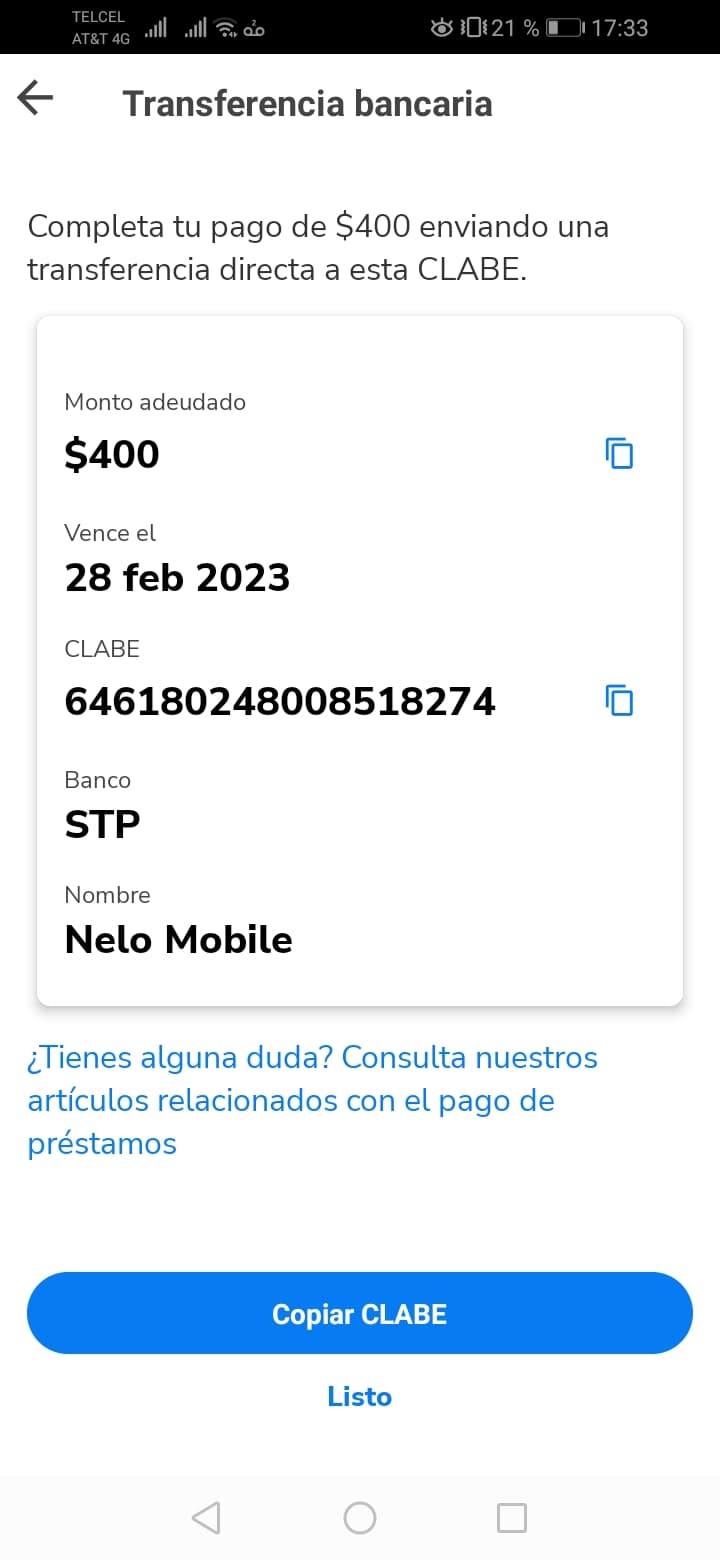 TELCEL
AT&T 4G
21 %
17:33
Transferencia bancaria
Completa tu pago de $400 enviando una
transferencia directa a esta CLABE.
Monto adeudado
$400
Vence el
28 feb 2023
CLABE
646180248008518274
Banco
STP
Nombre
Nelo Mobile
¿Tienes alguna duda? Consulta nuestros
artículos relacionados con el pago de
préstamos
Copiar CLABE
Listo